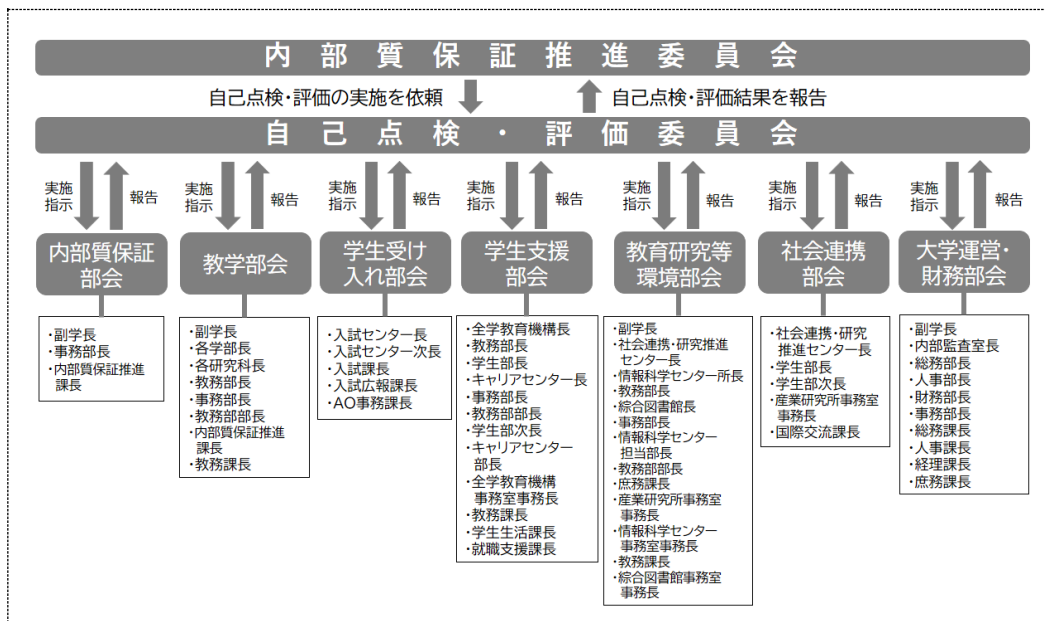 内部質保証推進委員会
自己点検・評価の実施を依頼
自己点検・評価結果を報告
自己点検・評価委員会
実施
指示
報告
実施
指示
報告
実施
指示
報告
実施
指示
報告
実施
指示
報告
実施
指示
報告
実施
指示
報告
内部質保証
部会
・副学長
・事務部長
・内部質保証推進
課長
教学部会
・副学長
・各学部長
・各研究科長
・教務部長
・事務部長
・教務部部長
・内部質保証推進
課長
・教務課長
学生受け
入れ部会
・入試センター長
・入試センター次長
・入試課長
・入試広報課長
・AO事務課長
学生支援
部会
・全学教育機構長
・教務部長
・学生部長
・キャリアセンター長
・事務部長
・教務部部長
・学生部次長
・キャリアセンター
部長
・全学教育機構
事務室事務長
・教務課長
・学生生活課長
・就職支援課長
教育研究等
環境部会
・副学長
・社会連携・研究推進
センター長
・情報科学センター所長
・教務部長
・綜合図書館長
・事務部長
・情報科学センター
担当部長
・教務部部長
・庶務課長
・産業研究所事務室
事務長
・情報科学センター
事務室事務長
・教務課長
・綜合図書館事務室
事務長
社会連携
部会
・社会連携・研究
推進センター長
・学生部長
・学生部次長
・産業研究所事務室
事務長
・国際交流課長
大学運営・
財務部会
・副学長
・内部監査室長
・総務部長
・人事部長
・財務部長
・事務部長
・総務課長
・人事課長
・経理課長
・庶務課長